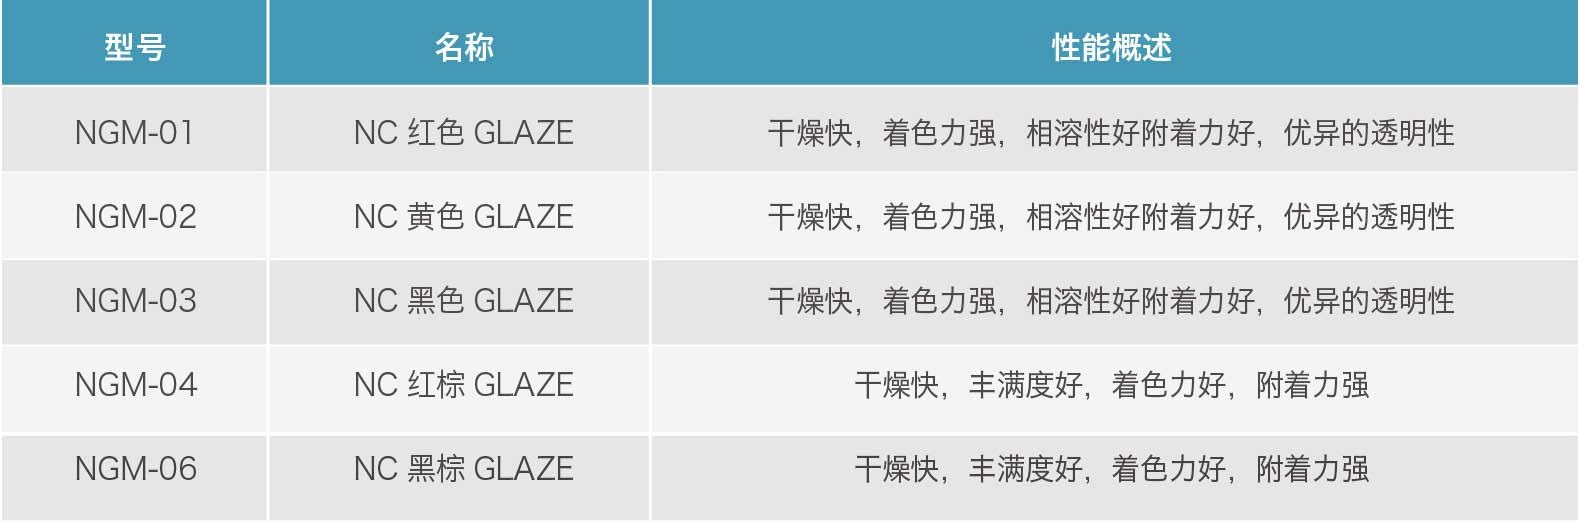 型号 名称 性能概述
NGM-01 NC 红色 GLAZE 干燥快，着色力强，相溶性好附着力好，优异的透明性
NGM-02 NC 黄色 GLAZE 干燥快，着色力强，相溶性好附着力好，优异的透明性
NGM-03 NC 黑色 GLAZE 干燥快，着色力强，相溶性好附着力好，优异的透明性
NGM-04 NC 红棕 GLAZE 干燥快，丰满度好，着色力好，附着力强
NGM-06 NC 黑棕 GLAZE 干燥快，丰满度好，着色力好，附着力强